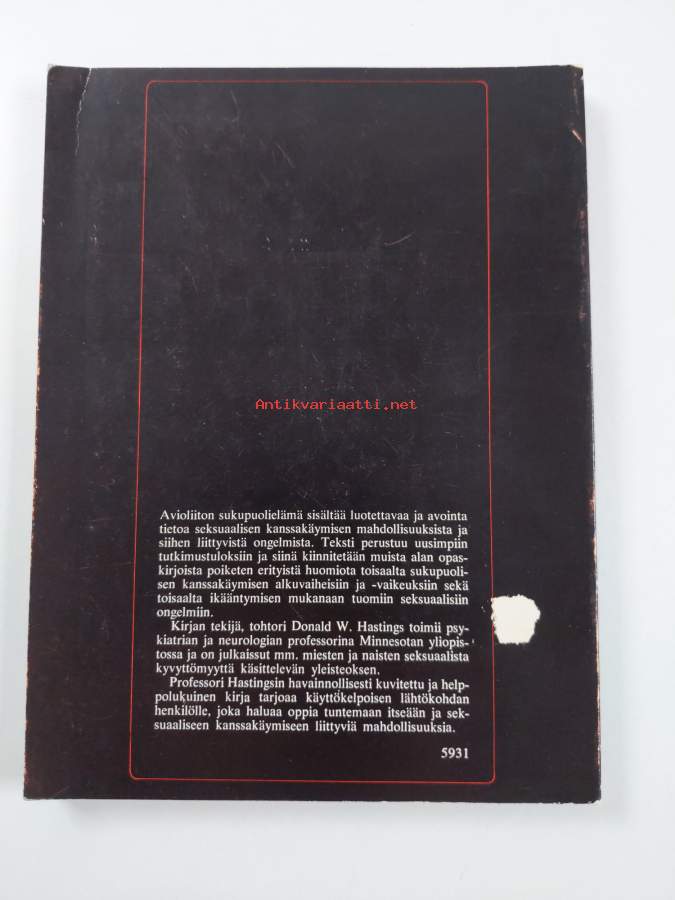 Antikvariaatti.net
Avioliiton sukupuolielämä sisältää luotettavaa ja avointa
tietoa seksuaalisen kanssakäymisen mahdollisuuksista ja
siihen liittyvistä ongelmista. Teksti perustuu uusimpiin
tutkimustuloksiin ja siinä kiinnitetään muista alan opas-
kirjoista poiketen erityistä huomiota toisaalta sukupuoli-
sen kanssakäymisen alkuvaiheisiin ja -vaikeuksiin sekä
toisaalta ikääntymisen mukanaan tuomiin seksuaalisiin
ongelmiin.
Kirjan tekijä, tohtori Donald W. Hastings toimii psy-
kiatrian ja neurologian professorina Minnesotan yliopis-
tossa ja on julkaissut mm. miesten ja naisten seksuaalista
kyvyttömyyttä käsittelevän yleisteoksen.
Professori Hastingsin havainnollisesti kuvitettu ja help-
polukuinen kirja tarjoaa käyttökelpoisen lähtökohdan
henkilölle, joka haluaa oppia tuntemaan itseään ja sek-
suaaliseen kanssakäymiseen liittyviä mahdollisuuksia.
5931